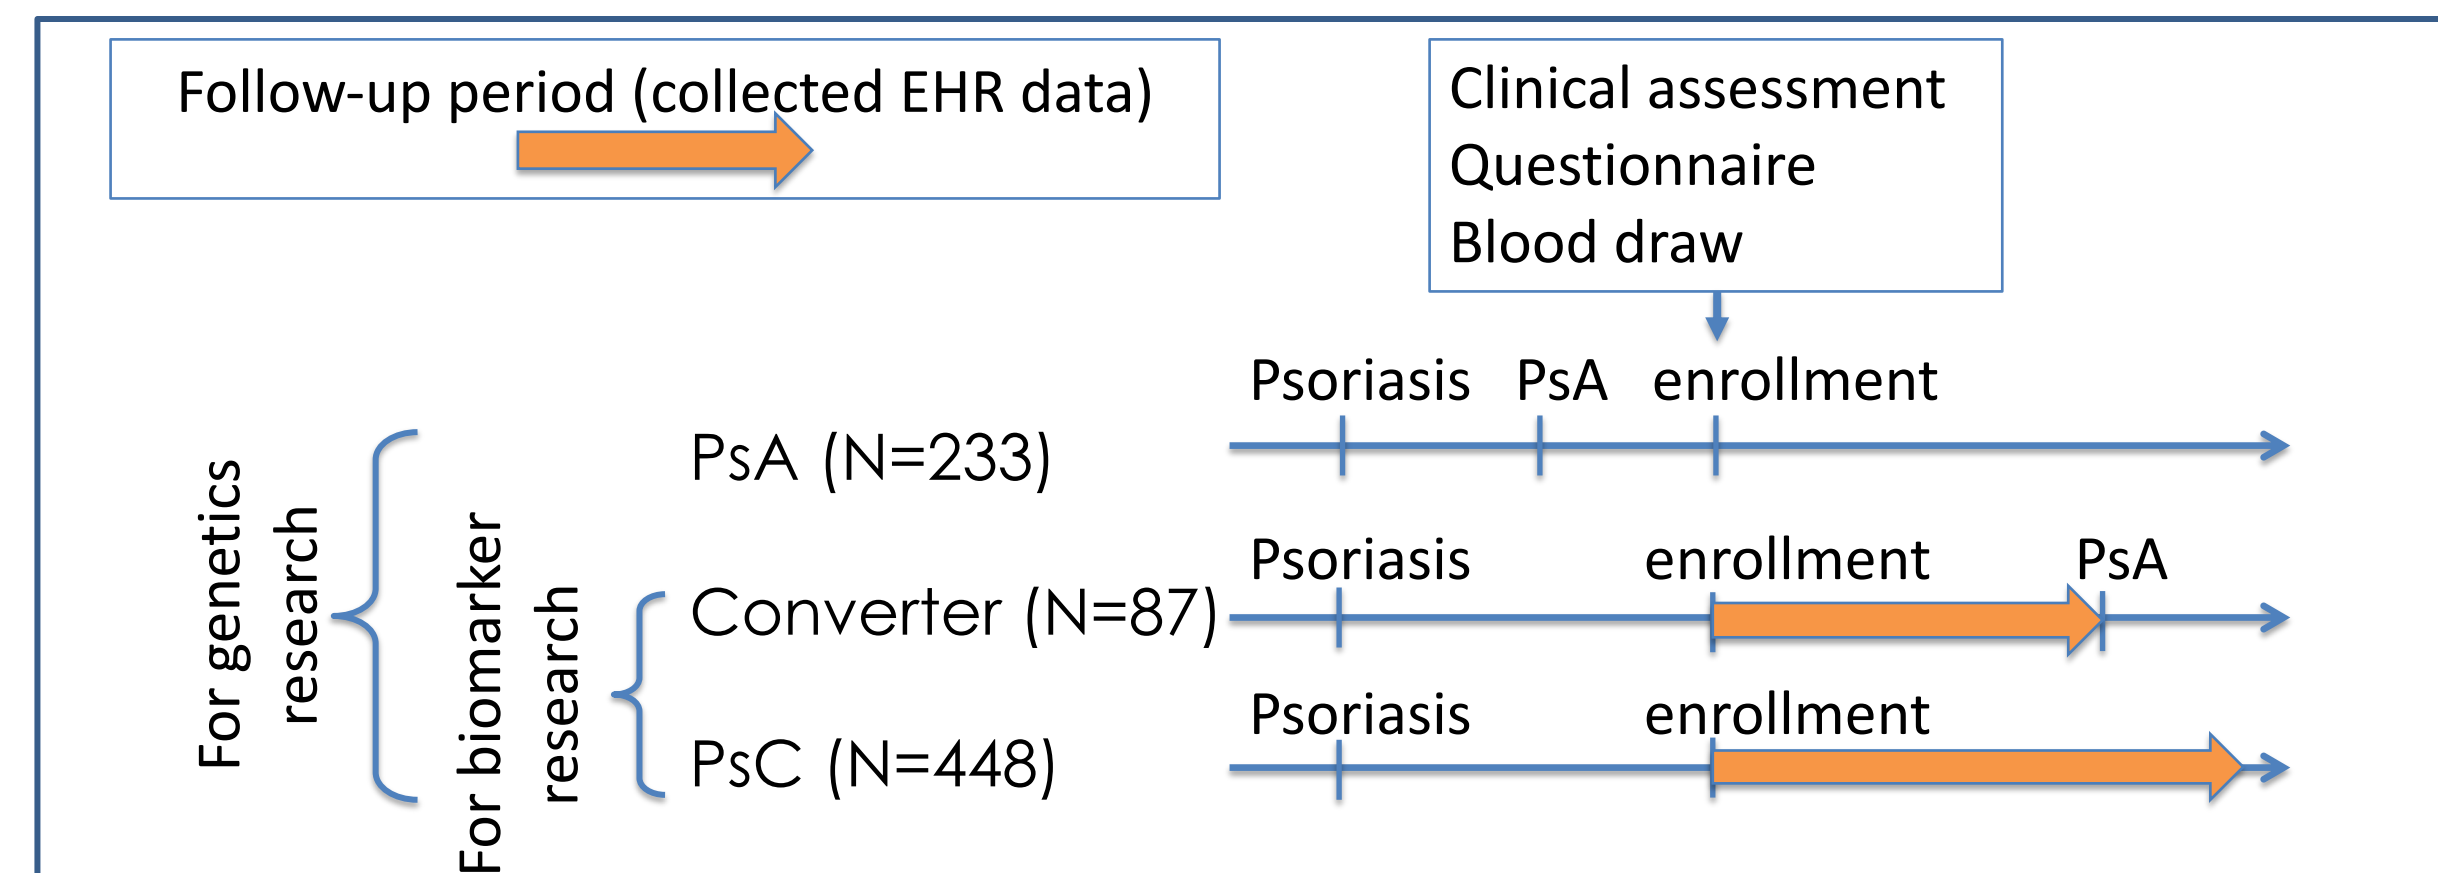 Follow-up period (collected EHR data)
Clinical assessment
Questionnaire
Blood draw
Psoriasis PsA enrollment
PsA (N=233)
Psoriasis enrollment PsA
Converter (N=87)
Psoriasis enrollment
PsC (N=448)
For genetics
research
For biomarker
research